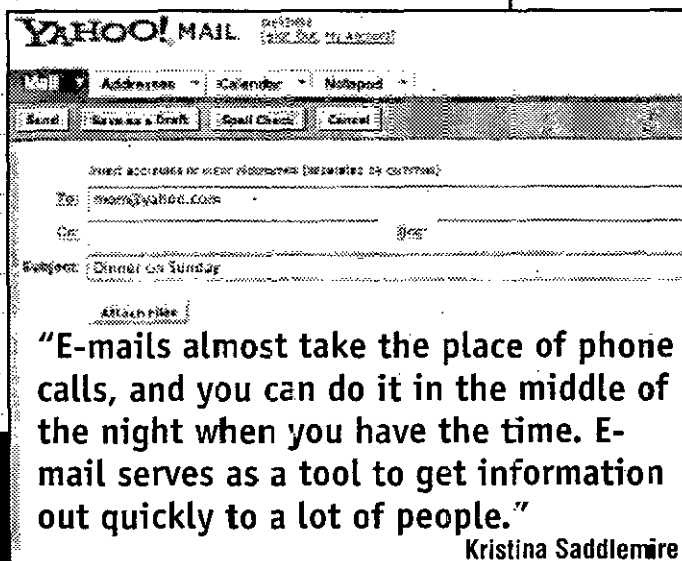 YAHOO! MAIL
Mail Addresses Calendar Notepad
Send Save as a Draft Spell Check Cancel
To: mom@yahoo.com
Cc: Bcc:
Subject: Dinner on Sunday
Attach Files
"E-mails almost take the place of phone
calls, and you can do it in the middle of
the night when you have the time. E-
mail serves as a tool to get information
out quickly to a lot of people."
Kristina Saddlemire